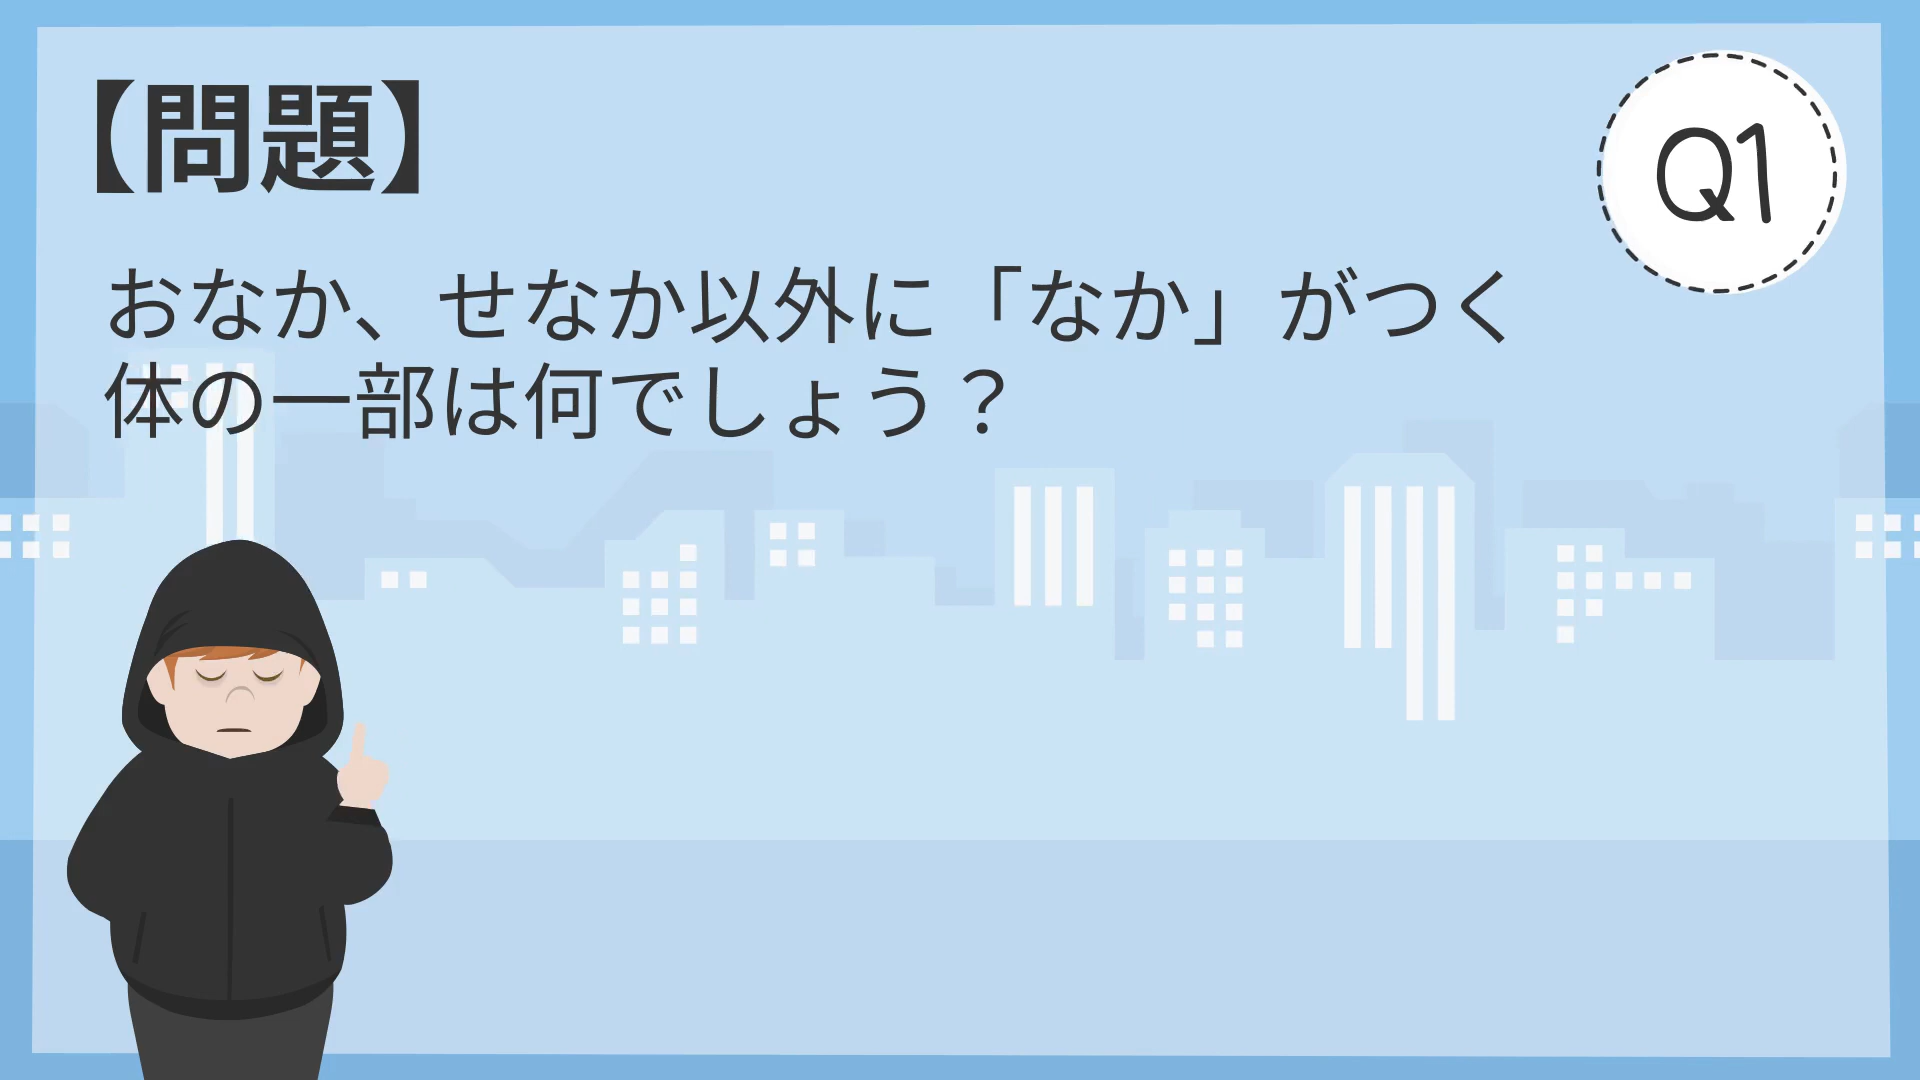 【問題】
Q1
おなか、せなか以外に「なか」がつく
体の一部は何でしょう？